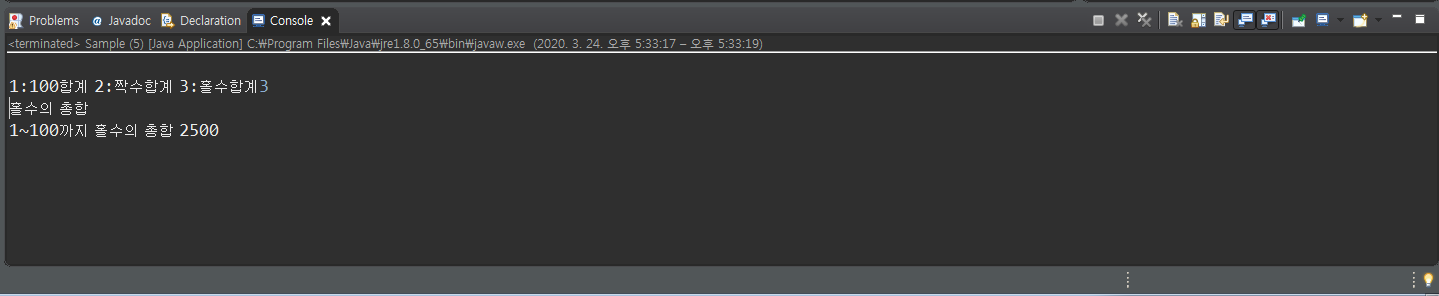 Problems @ Javadoc Declaration Console
<terminated> Sample (5) [Java Application] C:₩Program Files₩Java₩jre1.8.0_65₩bin₩javaw.exe (2020. 3. 24. 오후 5:33:17 – 오후 5:33:19)
1:100합계 2:짝수합계 3:홀수합계3
홀수의 총합
1~100까지 홀수의 총합 2500